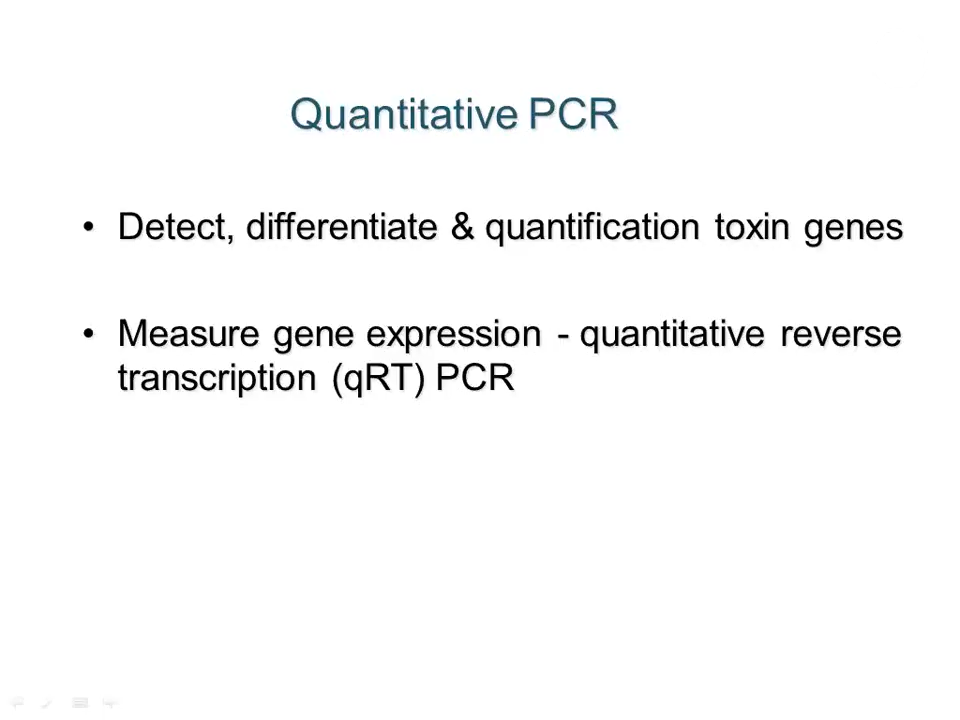 Quantitative PCR
• Detect, differentiate & quantification toxin genes
• Measure gene expression - quantitative reverse
transcription (qRT) PCR